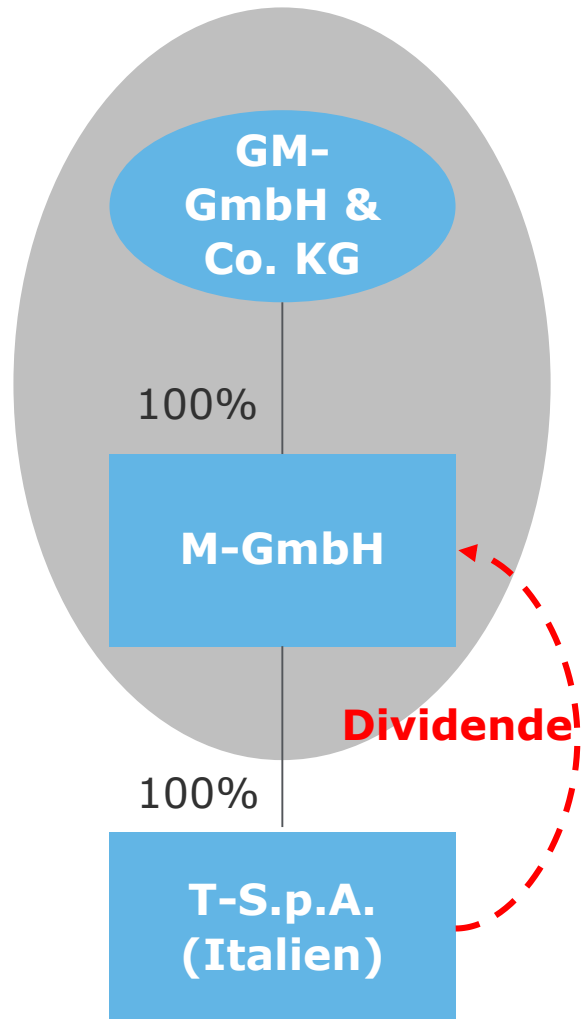 GM-
GmbH &
Co. KG
100%
M-GmbH
Dividende
100%
T-S.p.A.
(Italien)